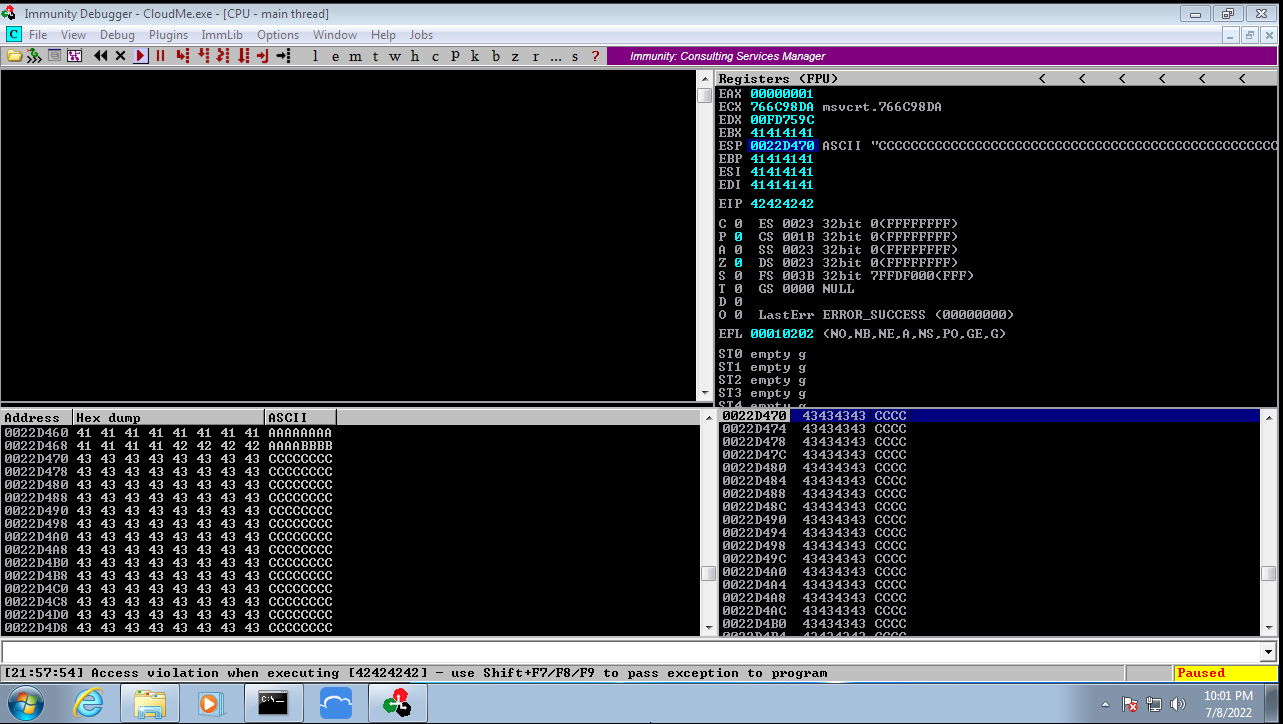 Immunity Debugger - CloudMe.exe - [CPU - main thread]
C File View Debug Plugins ImmLib Options Window Help Jobs
l e m t w h c P k b z r ... s ?
Immunity: Consulting Services Manager
Registers (FPU) < < < < < <
EAX 00000001
ECX 766C98DA msvcrt.766C98DA
EDX 00FD759C
EBX 41414141
ESP 0022D470 ASCII "CCCCCCCCCCCCCCCCCCCCCCCCCCCCCCCCCCCCCCCCCCCCCCCCCC
EBP 41414141
ESI 41414141
EDI 41414141
EIP 42424242
C 0 ES 0023 32bit 0(FFFFFFFF)
P 0 CS 001B 32bit 0(FFFFFFFF)
A 0 SS 0023 32bit 0(FFFFFFFF)
Z 0 DS 0023 32bit 0(FFFFFFFF)
S 0 FS 003B 32bit 7FFDF000(FFF)
T 0 GS 0000 NULL
D 0
O 0 LastErr ERROR_SUCCESS (00000000)
EFL 00010202 (NO,NB,NE,A,NS,PO,GE,G)
ST0 empty g
ST1 empty g
ST2 empty g
ST3 empty g
ST4 empty g
Address Hex dump ASCII
0022D460 41 41 41 41 41 41 41 41 AAAAAAAA
0022D468 41 41 41 41 42 42 42 42 AAAABBBB
0022D470 43 43 43 43 43 43 43 43 CCCCCCCC
0022D478 43 43 43 43 43 43 43 43 CCCCCCCC
0022D480 43 43 43 43 43 43 43 43 CCCCCCCC
0022D488 43 43 43 43 43 43 43 43 CCCCCCCC
0022D490 43 43 43 43 43 43 43 43 CCCCCCCC
0022D498 43 43 43 43 43 43 43 43 CCCCCCCC
0022D4A0 43 43 43 43 43 43 43 43 CCCCCCCC
0022D4A8 43 43 43 43 43 43 43 43 CCCCCCCC
0022D4B0 43 43 43 43 43 43 43 43 CCCCCCCC
0022D4B8 43 43 43 43 43 43 43 43 CCCCCCCC
0022D4C0 43 43 43 43 43 43 43 43 CCCCCCCC
0022D4C8 43 43 43 43 43 43 43 43 CCCCCCCC
0022D4D0 43 43 43 43 43 43 43 43 CCCCCCCC
0022D4D8 43 43 43 43 43 43 43 43 CCCCCCCC
0022D470 43434343 CCCC
0022D474 43434343 CCCC
0022D478 43434343 CCCC
0022D47C 43434343 CCCC
0022D480 43434343 CCCC
0022D484 43434343 CCCC
0022D488 43434343 CCCC
0022D48C 43434343 CCCC
0022D490 43434343 CCCC
0022D494 43434343 CCCC
0022D498 43434343 CCCC
0022D49C 43434343 CCCC
0022D4A0 43434343 CCCC
0022D4A4 43434343 CCCC
0022D4A8 43434343 CCCC
0022D4AC 43434343 CCCC
0022D4B0 43434343 CCCC
0022D4B4 43434343 CCCC
[21:57:54] Access violation when executing [42424242] - use Shift+F7/F8/F9 to pass exception to program
Paused
C:\_
10:01 PM
7/8/2022